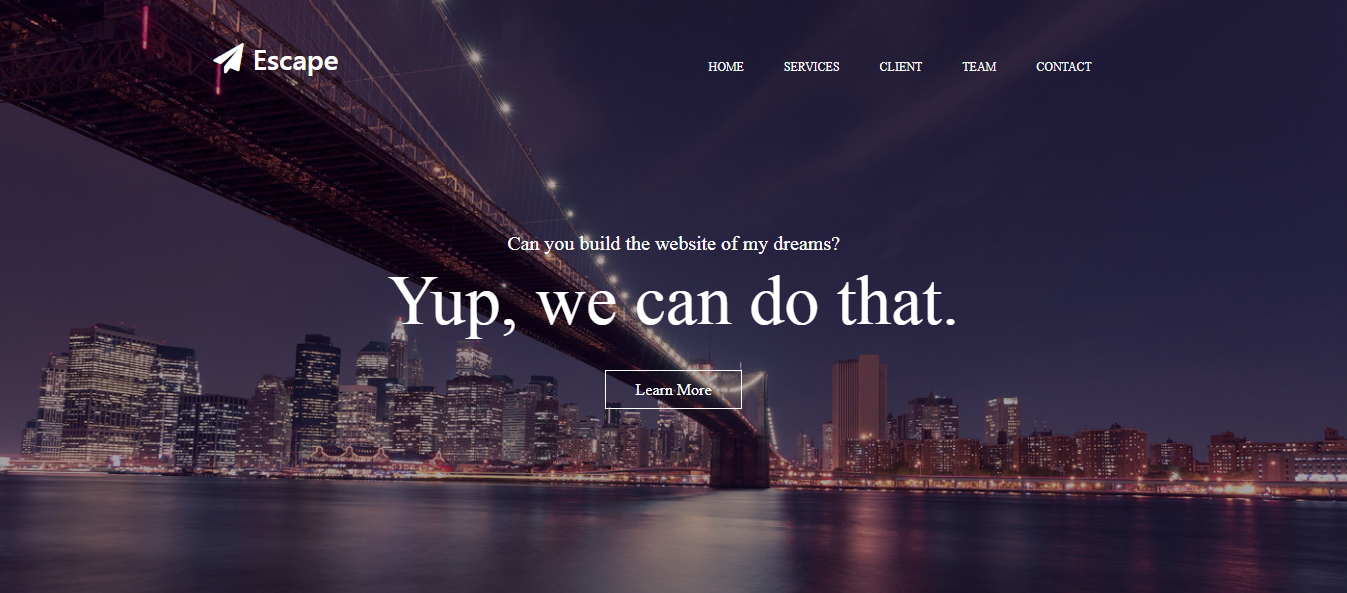 Escape
HOME SERVICES CLIENT TEAM CONTACT
Can you build the website of my dreams?
Yup, we can do that.
Learn More